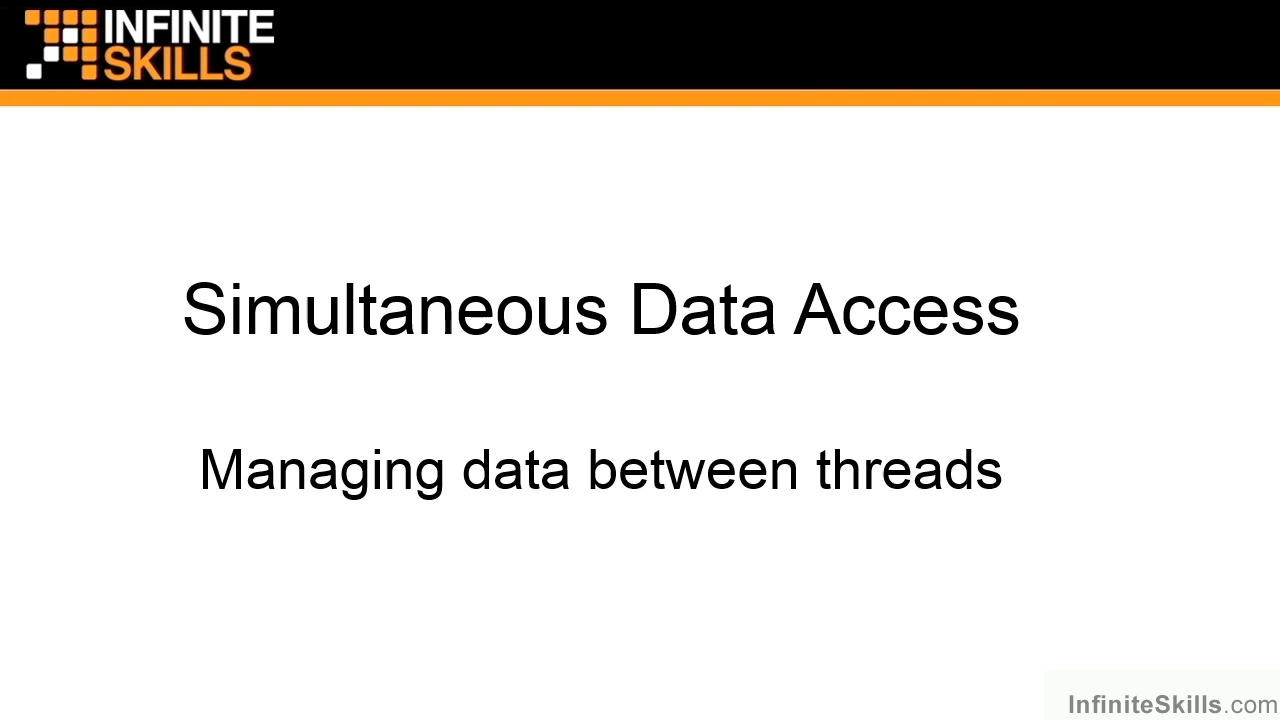 INFINITE
SKILLS
Simultaneous Data Access
Managing data between threads
InfiniteSkills.com